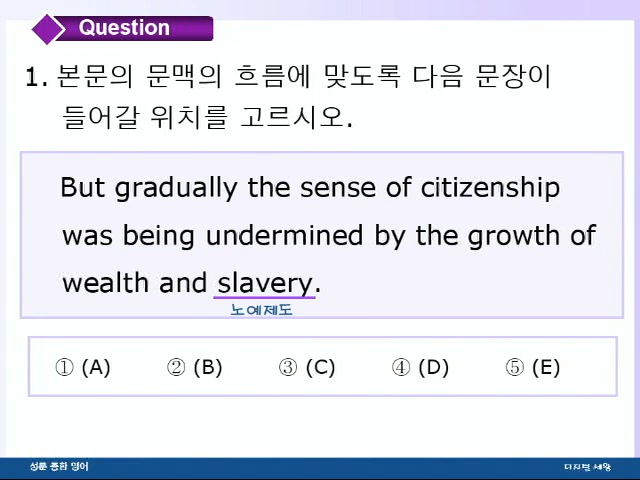 Question
1. 본문의 문맥의 흐름에 맞도록 다음 문장이
들어갈 위치를 고르시오.
But gradually the sense of citizenship
was being undermined by the growth of
wealth and slavery.
노예제도
① (A) ② (B) ③ (C) ④ (D) ⑤ (E)
성문 종합 영어 디지털 세왕